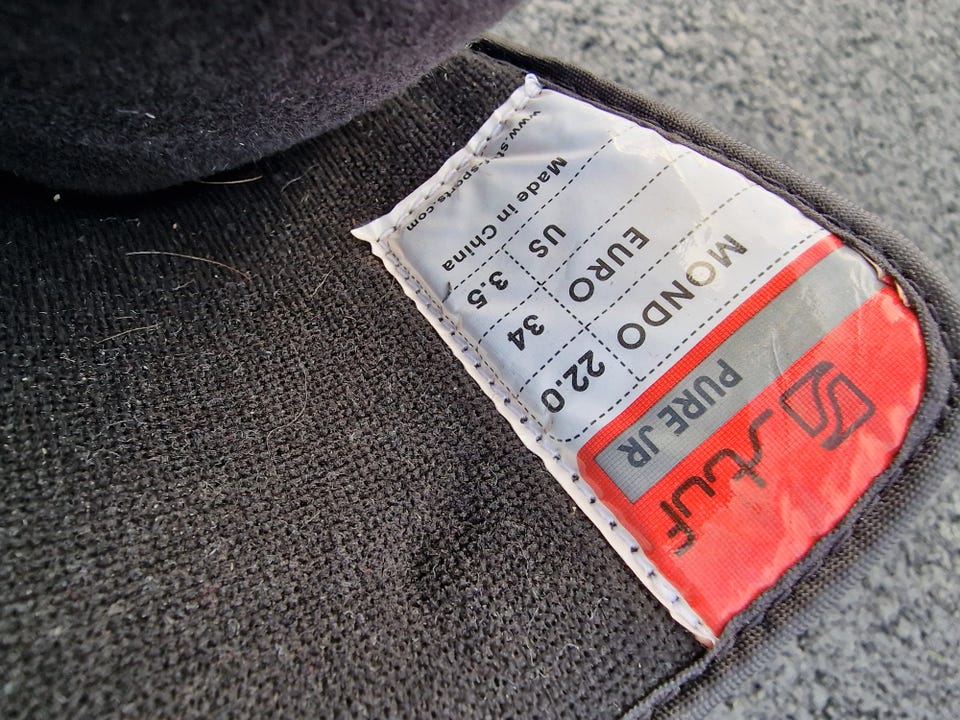 stuf
PURE JR
MONDO 22.0
EURO 34
US 3.5
Made in China